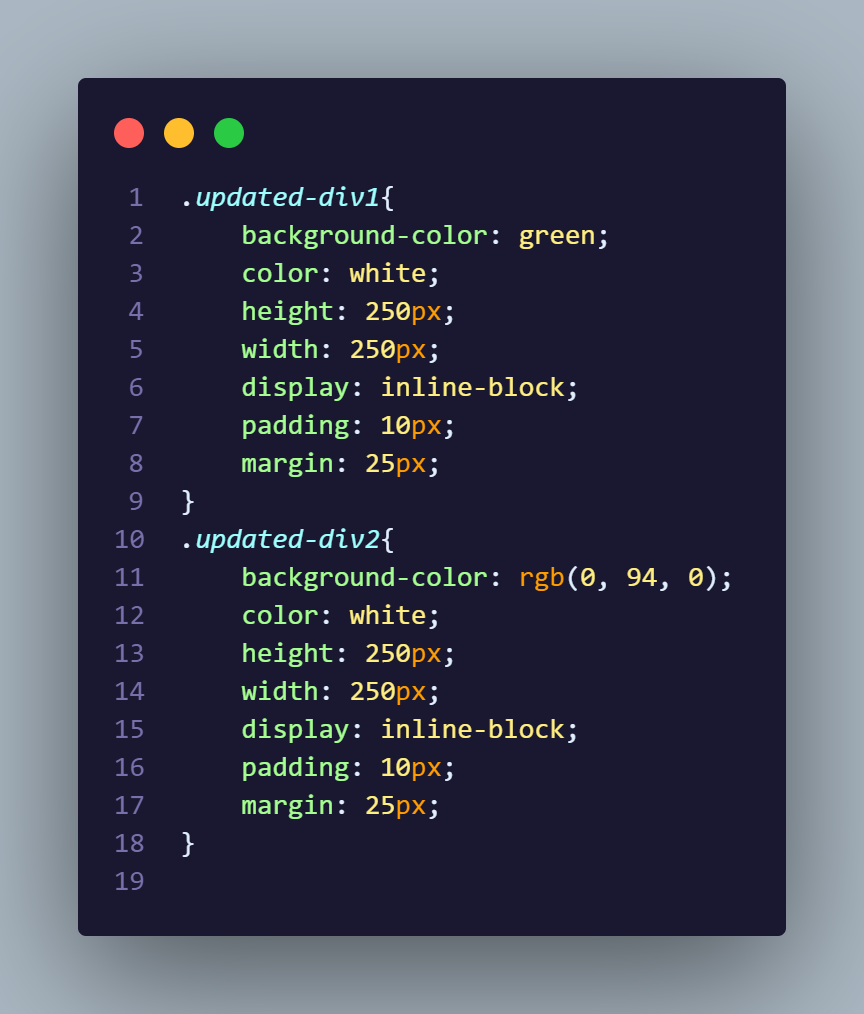 1 .updated-div1{
2     background-color: green;
3     color: white;
4     height: 250px;
5     width: 250px;
6     display: inline-block;
7     padding: 10px;
8     margin: 25px;
9 }
10 .updated-div2{
11     background-color: rgb(0, 94, 0);
12     color: white;
13     height: 250px;
14     width: 250px;
15     display: inline-block;
16     padding: 10px;
17     margin: 25px;
18 }
19